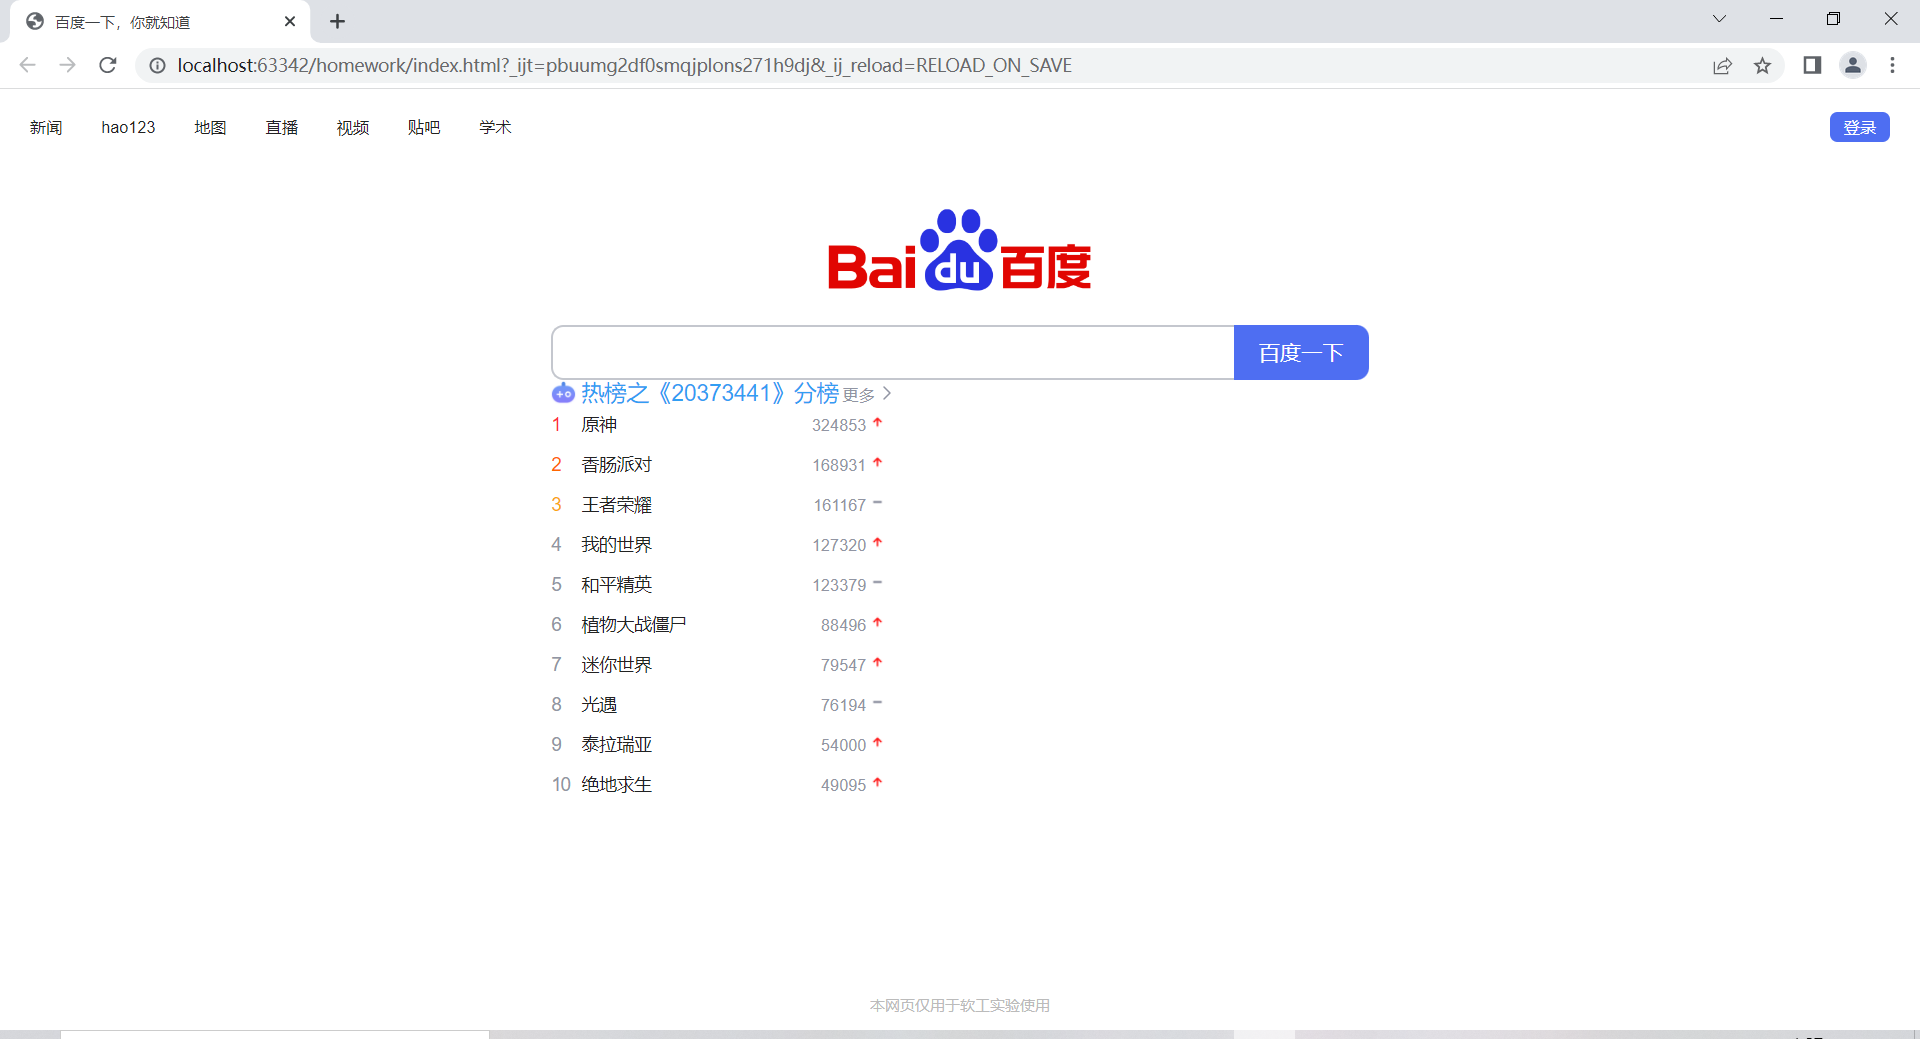 百度一下，你就知道
localhost:63342/homework/index.html?_ijt=pbuumg2df0smqjplons271h9dj&_ij_reload=RELOAD_ON_SAVE
新闻 hao123 地图 直播 视频 贴吧 学术 登录
Bai du 百度
百度一下
热榜之《20373441》分榜 更多
1 原神 324853
2 香肠派对 168931
3 王者荣耀 161167
4 我的世界 127320
5 和平精英 123379
6 植物大战僵尸 88496
7 迷你世界 79547
8 光遇 76194
9 泰拉瑞亚 54000
10 绝地求生 49095
本网页仅用于软工实验使用